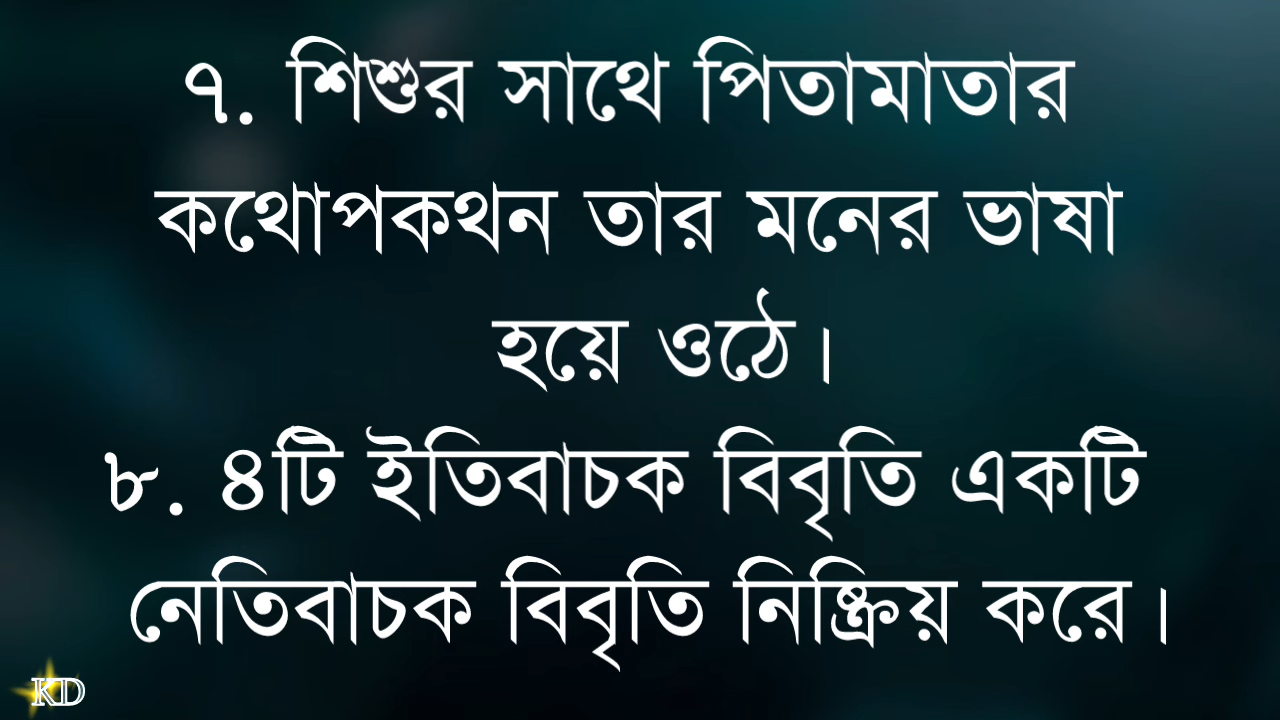 ৭. শিশুর সাথে পিতামাতার
কথোপকথন তার মনের ভাষা
হয়ে ওঠে।
৮. ৪টি ইতিবাচক বিবৃতি একটি
নেতিবাচক বিবৃতি নিষ্ক্রিয় করে।
KD